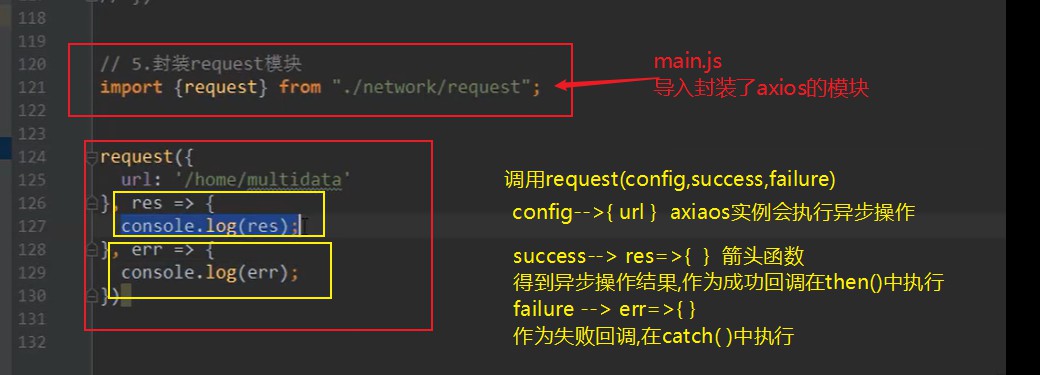 118
119
120 // 5.封装request模块
121 import {request} from "./network/request";
main.js
导入封装了axios的模块
122
123
124 request({
125 url: '/home/multidata'
126 }, res => {
127 console.log(res);
128 }, err => {
129 console.log(err);
130 })
131
132
调用request(config,success,failure)
config-->{ url } axiaos实例会执行异步操作
success--> res=>{ } 箭头函数
得到异步操作结果,作为成功回调在then()中执行
failure --> err=>{ }
作为失败回调,在catch( )中执行